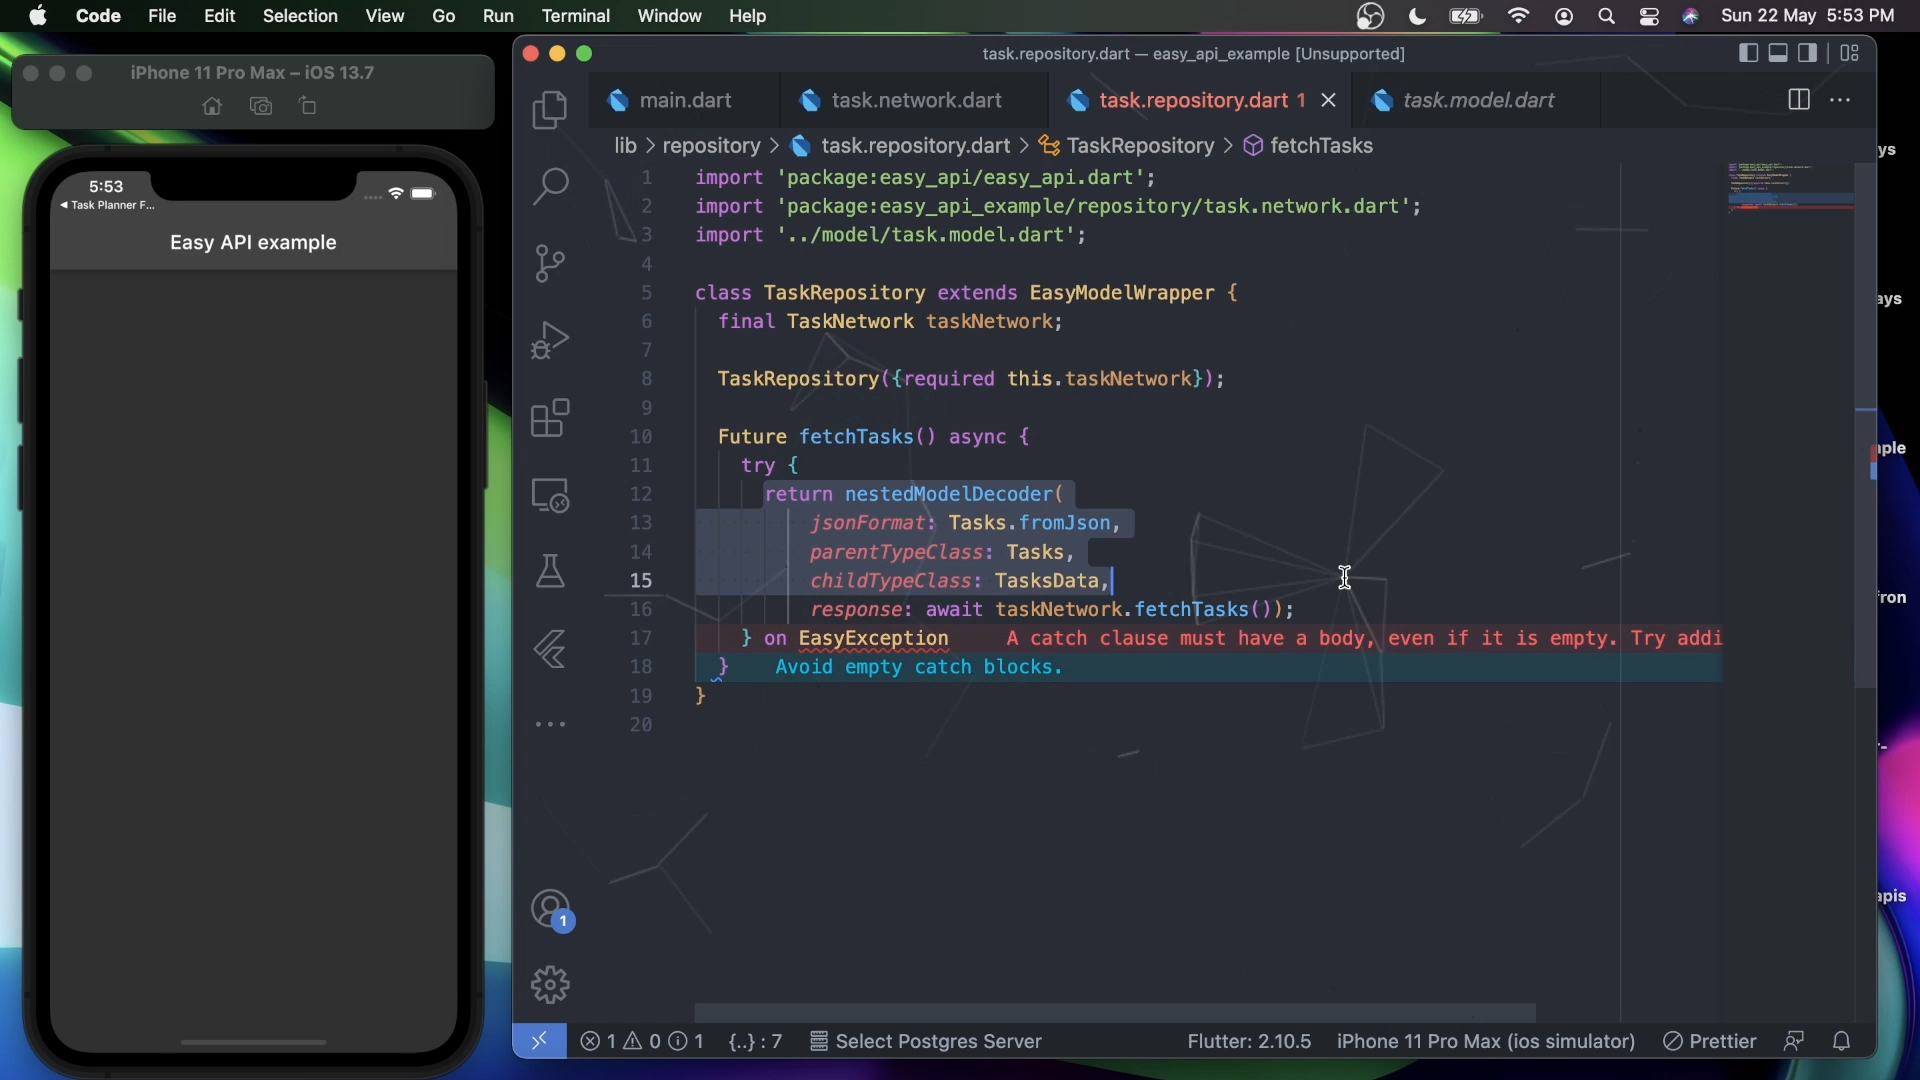 Code File Edit Selection View Go Run Terminal Window Help
Sun 22 May 5:53 PM
iPhone 11 Pro Max – iOS 13.7
5:53
◀ Task Planner F...
Easy API example
task.repository.dart — easy_api_example [Unsupported]
main.dart
task.network.dart
task.repository.dart 1
task.model.dart
lib > repository > task.repository.dart > TaskRepository > fetchTasks
1 import 'package:easy_api/easy_api.dart';
2 import 'package:easy_api_example/repository/task.network.dart';
3 import '../model/task.model.dart';
4
5 class TaskRepository extends EasyModelWrapper {
6 final TaskNetwork taskNetwork;
7
8 TaskRepository({required this.taskNetwork});
9
10 Future fetchTasks() async {
11 try {
12 return nestedModelDecoder(
13 jsonFormat: Tasks.fromJson,
14 parentTypeClass: Tasks,
15 childTypeClass: TasksData,
16 response: await taskNetwork.fetchTasks());
17 } on EasyException A catch clause must have a body, even if it is empty. Try addi
18 } Avoid empty catch blocks.
19 }
20
1
1 0 1 {..} : 7 Select Postgres Server
Flutter: 2.10.5 iPhone 11 Pro Max (ios simulator) Prettier
ys
ays
nple
ron
apis